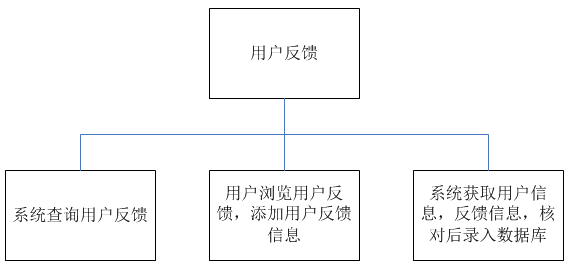 用户反馈
系统查询用户反馈
用户浏览用户反
馈，添加用户反馈
信息
系统获取用户信
息，反馈信息，核
对后录入数据库